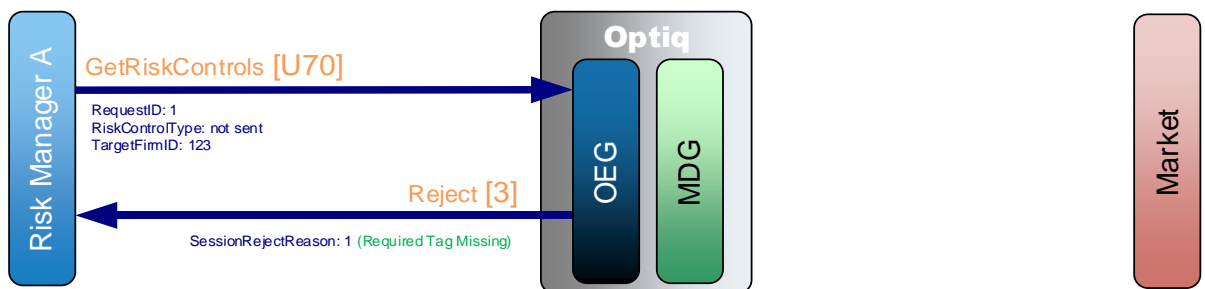 Optiq
Risk Manager A
GetRiskControls [U70]
RequestID: 1
RiskControlType: not sent
TargetFirmID: 123
OEG
MDG
Market
Reject [3]
SessionRejectReason: 1 (Required Tag Missing)